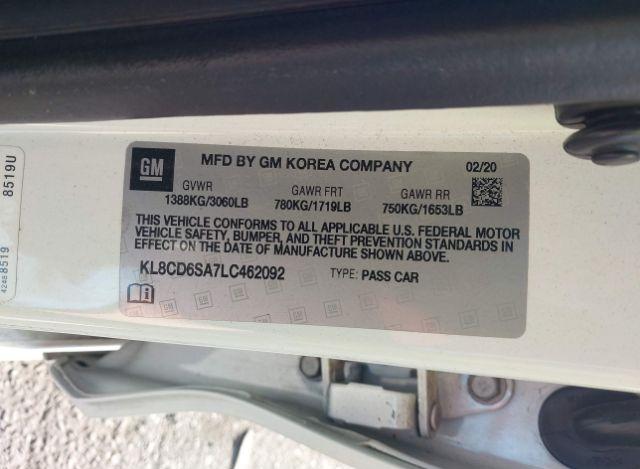 GM MFD BY GM KOREA COMPANY 02/20
GVWR GAWR FRT GAWR RR
1388KG/3060LB 780KG/1719LB 750KG/1653LB
THIS VEHICLE CONFORMS TO ALL APPLICABLE U.S. FEDERAL MOTOR
VEHICLE SAFETY, BUMPER, AND THEFT PREVENTION STANDARDS IN
EFFECT ON THE DATE OF MANUFACTURE SHOWN ABOVE.
KL8CD6SA7LC462092 TYPE: PASS CAR
8519U
42488519